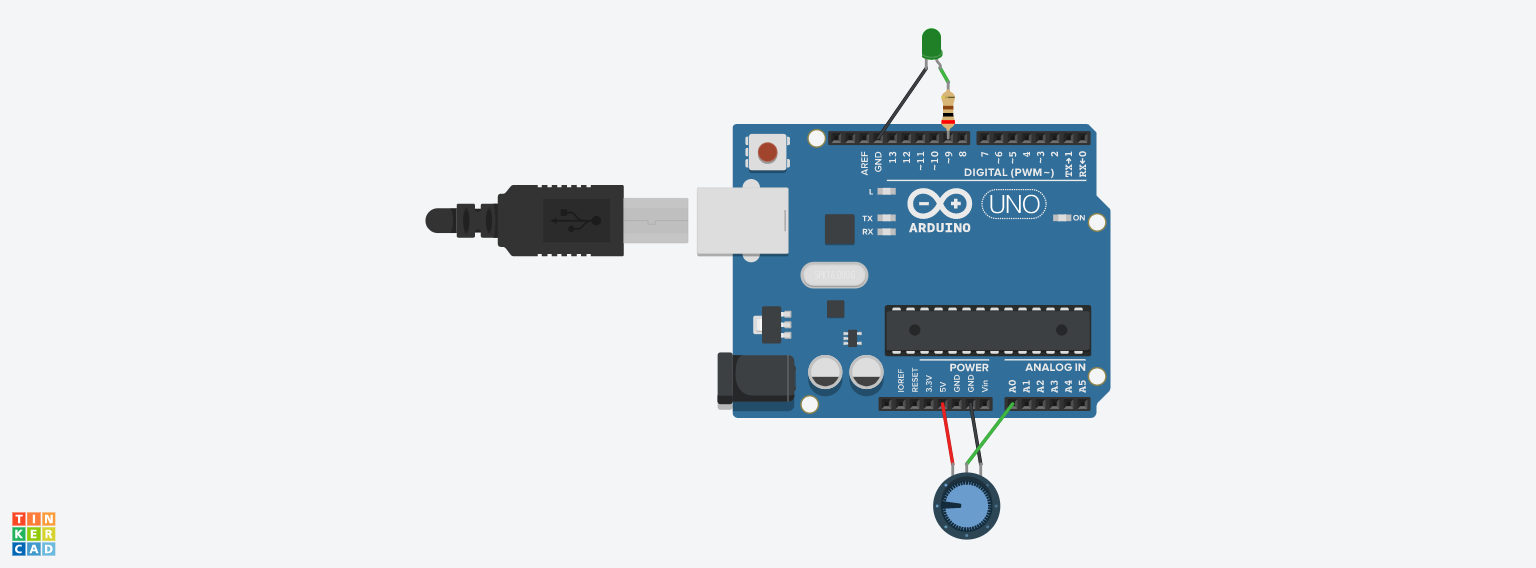 AREF
GND
13
12
~11
~10
~9
8
7
~6
~5
4
~3
2
TX→1
RX←0
DIGITAL (PWM~)
L
TX
RX
ARDUINO
UNO
ON
POWER
ANALOG IN
IOREF
RESET
3.3V
5V
GND
GND
Vin
A0
A1
A2
A3
A4
A5
TIN
KER
CAD